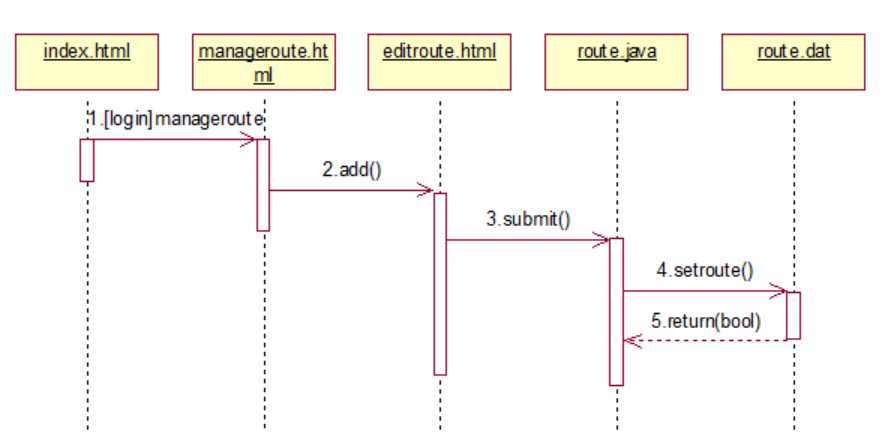 index.html
manageroute.ht
ml
editroute.html
route.java
route.dat
1.[login]manageroute
2.add()
3.submit()
4.setroute()
5.return(bool)